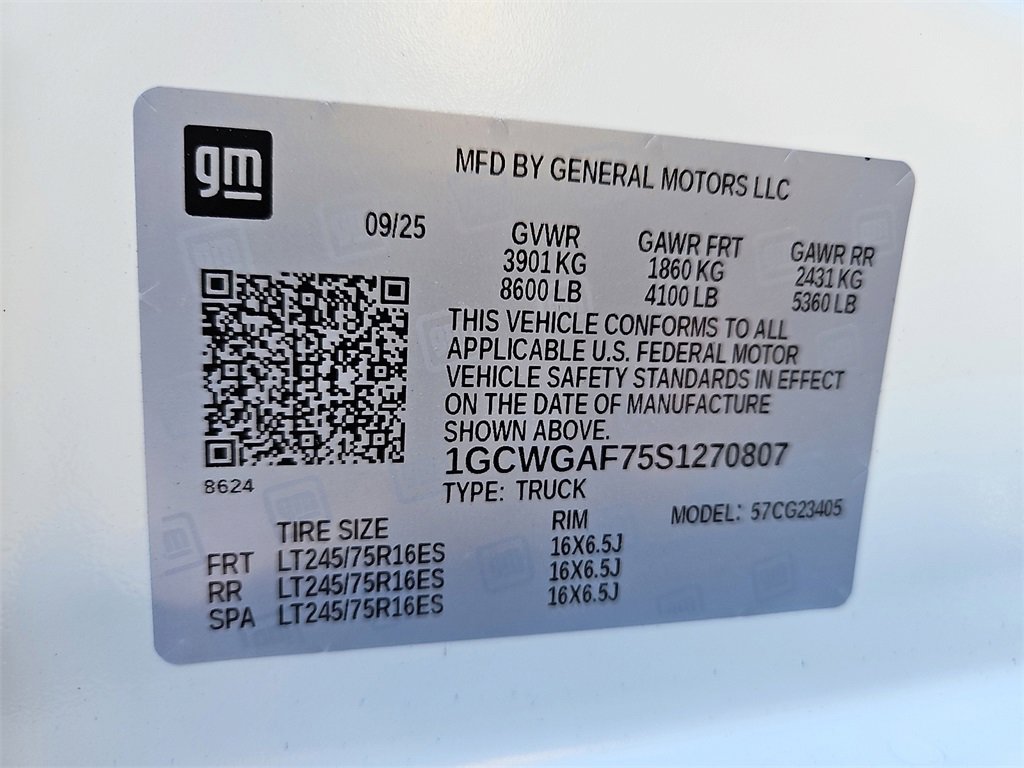 gm
MFD BY GENERAL MOTORS LLC
09/25
GVWR GAWR FRT GAWR RR
3901 KG 1860 KG 2431 KG
8600 LB 4100 LB 5360 LB
THIS VEHICLE CONFORMS TO ALL
APPLICABLE U.S. FEDERAL MOTOR
VEHICLE SAFETY STANDARDS IN EFFECT
ON THE DATE OF MANUFACTURE
SHOWN ABOVE.
1GCWGAF75S1270807
8624
TYPE: TRUCK
MODEL: 57CG23405
TIRE SIZE RIM
FRT LT245/75R16ES 16X6.5J
RR LT245/75R16ES 16X6.5J
SPA LT245/75R16ES 16X6.5J